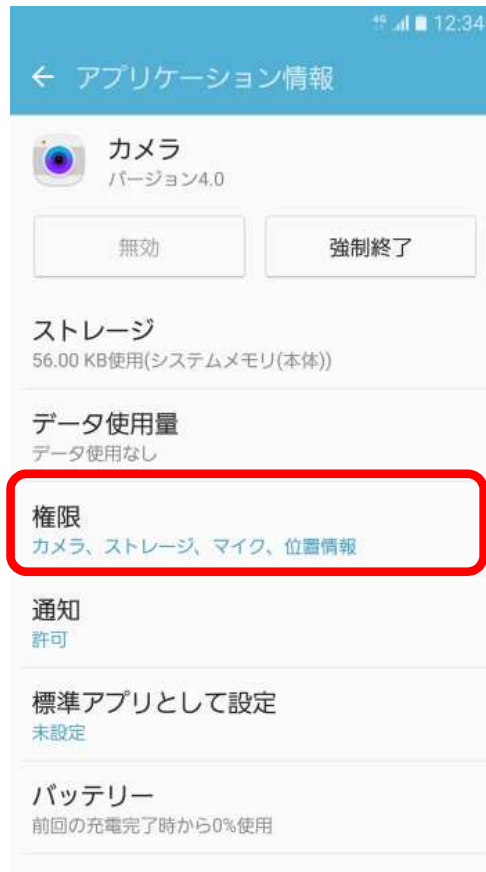 4G 12:34
← アプリケーション情報
カメラ
バージョン4.0
無効 強制終了
ストレージ
56.00 KB使用(システムメモリ(本体))
データ使用量
データ使用なし
権限
カメラ、ストレージ、マイク、位置情報
通知
許可
標準アプリとして設定
未設定
バッテリー
前回の充電完了時から0%使用